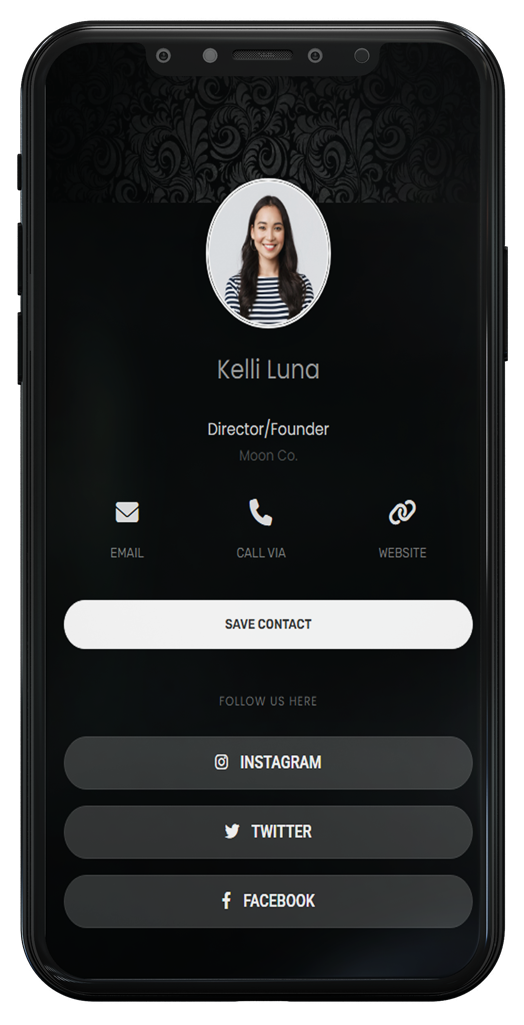 Kelli Luna
Director/Founder
Moon Co.
EMAIL
CALL VIA
WEBSITE
SAVE CONTACT
FOLLOW US HERE
INSTAGRAM
TWITTER
FACEBOOK